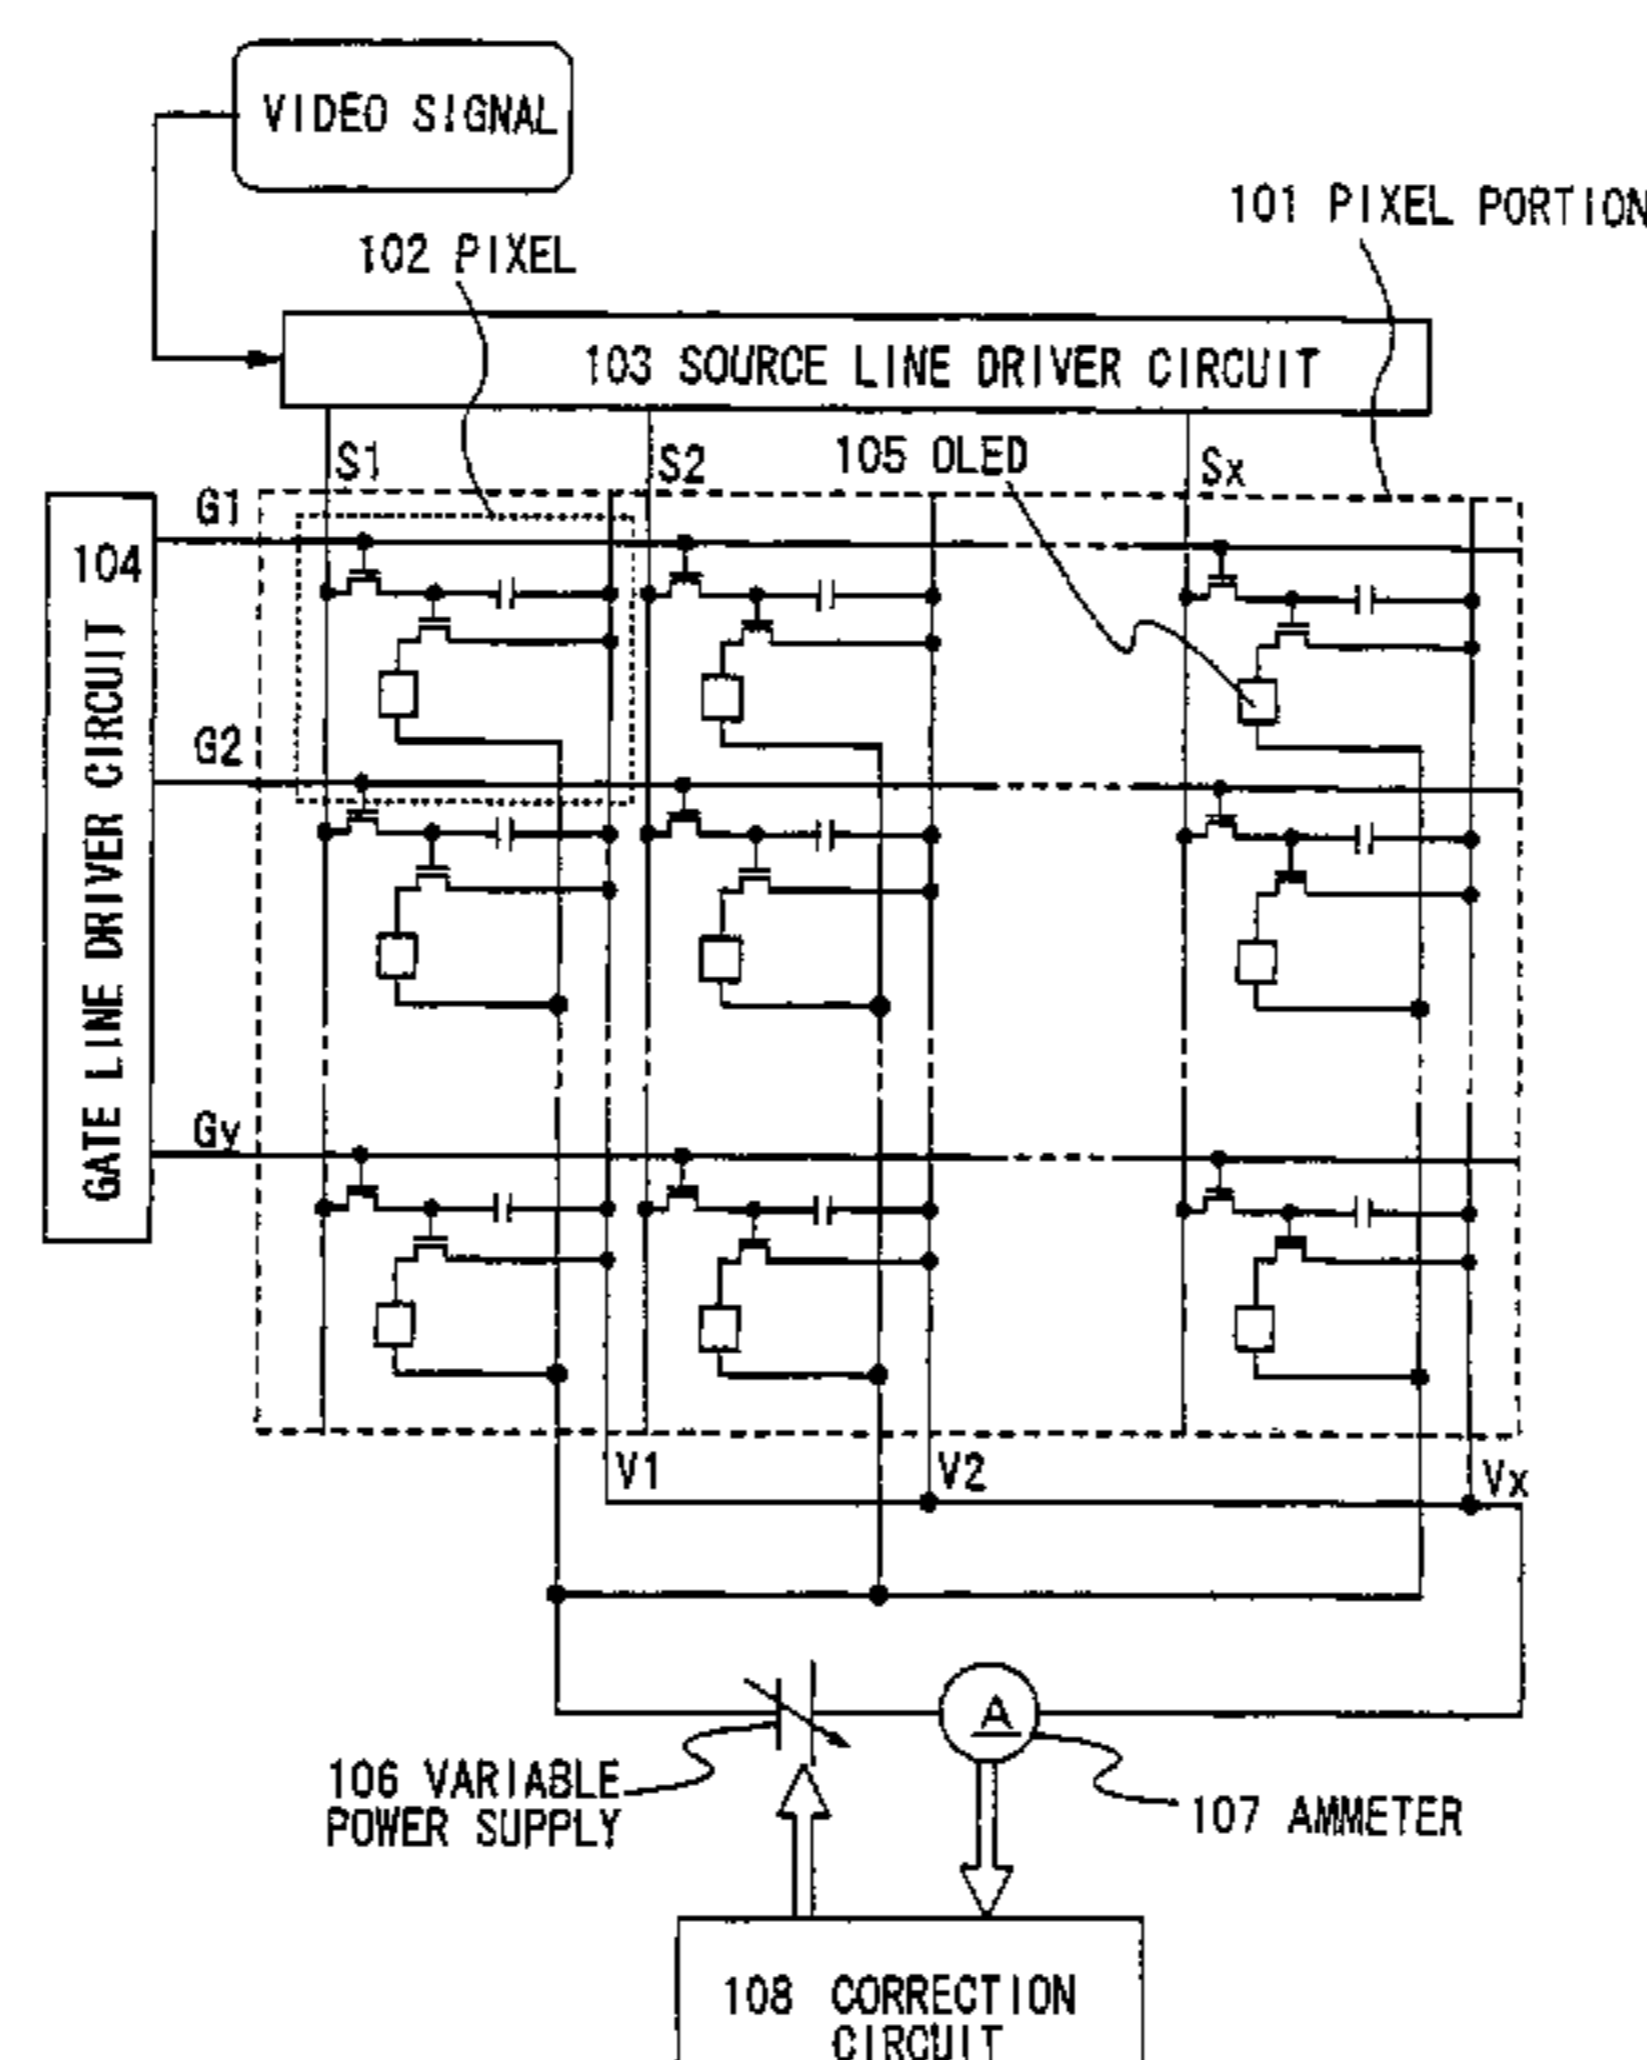 VIDEO SIGNAL
101 PIXEL PORTION
102 PIXEL
103 SOURCE LINE DRIVER CIRCUIT
S1
S2
105 OLED
Sx
G1
104
GATE LINE DRIVER CIRCUIT
G2
Gy
V1
V2
Vx
A
106 VARIABLE
POWER SUPPLY
107 AMMETER
108 CORRECTION
CIRCUIT